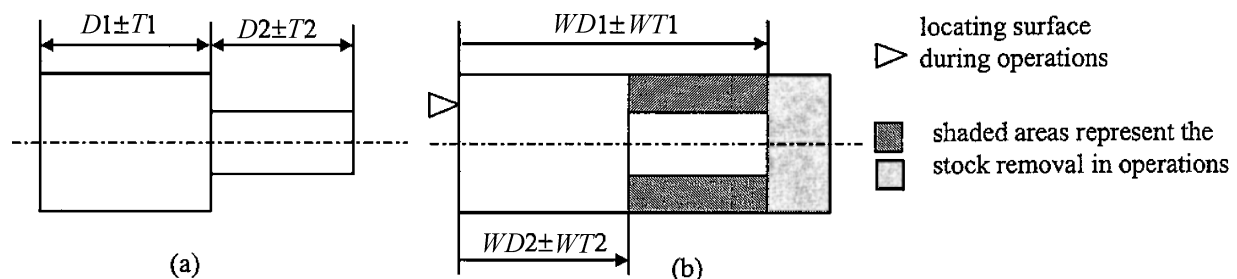 D1±T1
D2±T2
(a)
WD1±WT1
WD2±WT2
(b)
locating surface
during operations
shaded areas represent the
stock removal in operations